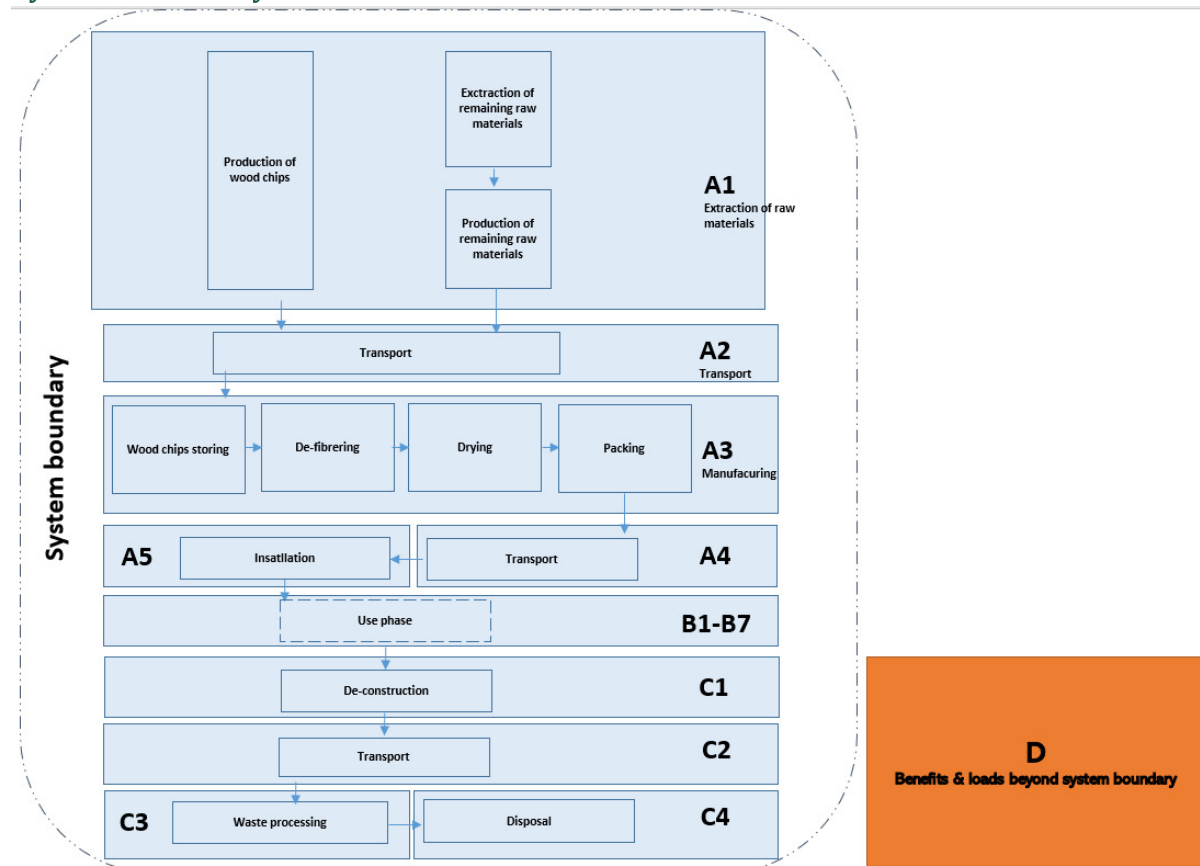 System boundary
Production of
wood chips
Exctraction of
remaining raw
materials
Production of
remaining raw
materials
A1
Extraction of raw
materials
Transport
A2
Transport
Wood chips storing
De-fibrering
Drying
Packing
A3
Manufacuring
A5
Insatllation
Transport
A4
Use phase
B1-B7
De-construction
C1
Transport
C2
C3
Waste processing
Disposal
C4
D
Benefits & loads beyond system boundary